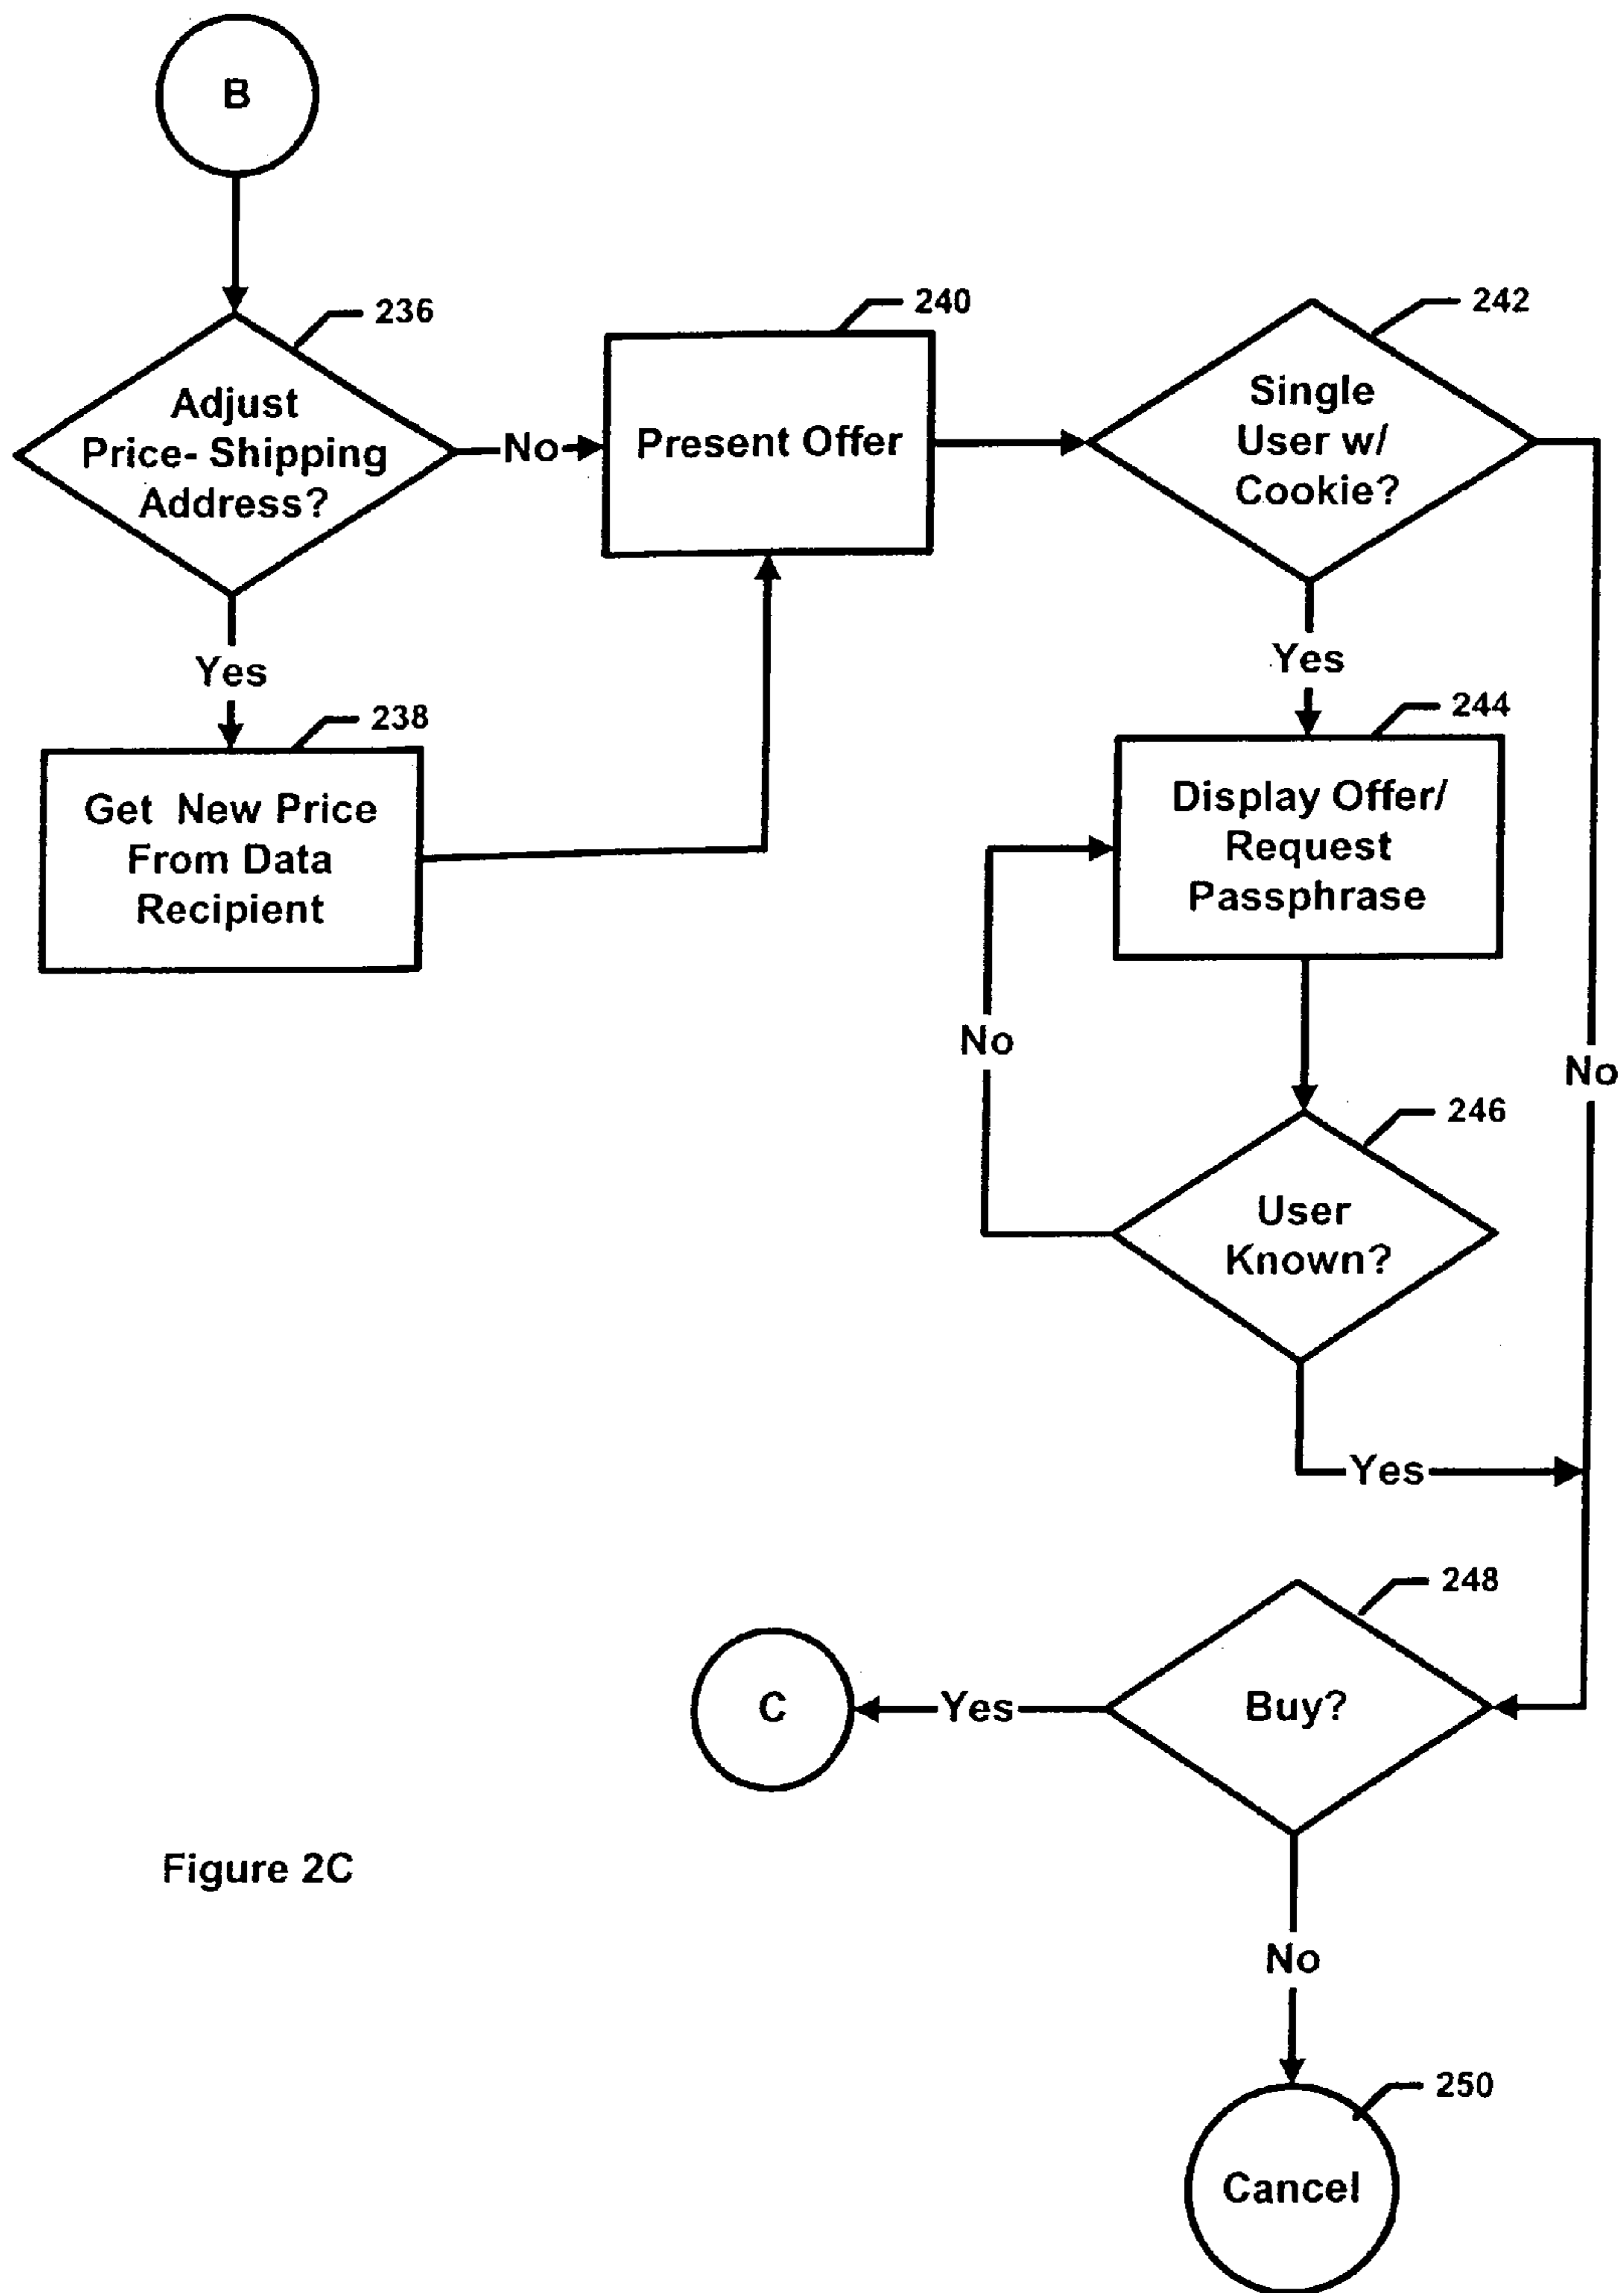 B
236
Adjust
Price- Shipping
Address?
No
240
Present Offer
242
Single
User w/
Cookie?
Yes
238
Get New Price
From Data
Recipient
Yes
244
Display Offer/
Request
Passphrase
No
No
246
User
Known?
Yes
248
Buy?
Yes
C
Figure 2C
No
250
Cancel